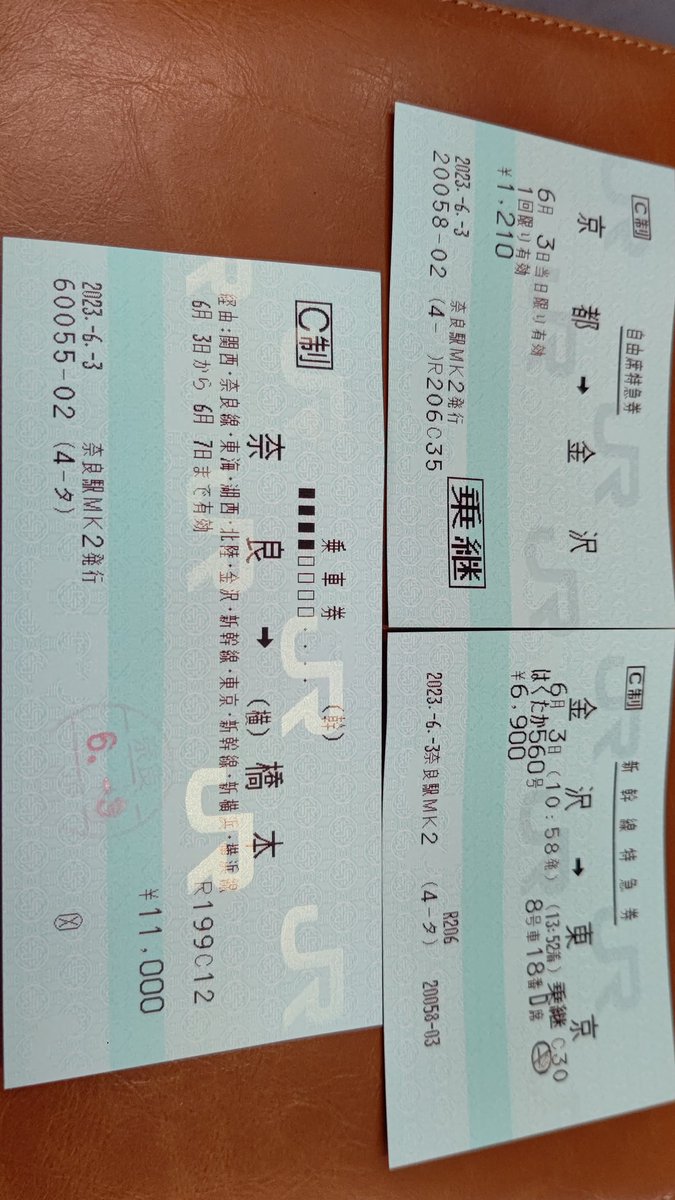 C制
自由席特急券
京都 → 金沢
6月 3日当日限り有効
1回限り有効
¥1,210
乗継
2023.-6.-3 奈良駅MK2発行
20058-02 (4- )R206C35
C制
新幹線特急券
金沢 → 東京
6月 3日 (10:58発) (13:52着) 乗継 C30
はくたか560号 8号車18番D席
¥6,900
R206
2023.-6.-3奈良駅MK2 (4-タ) 20058-03
C制
乗車券
(幹)
奈良 → (横)橋本
経由:関西・奈良線・東海・湖西・北陸・金沢・新幹線・東京・新幹線・新横浜・横浜線
6月 3日から 6月 7日まで有効 R199C12
¥11,000
2023.-6.-3 奈良駅MK2発行
60055-02 (4-タ)
6.-3
JR
JR
JR